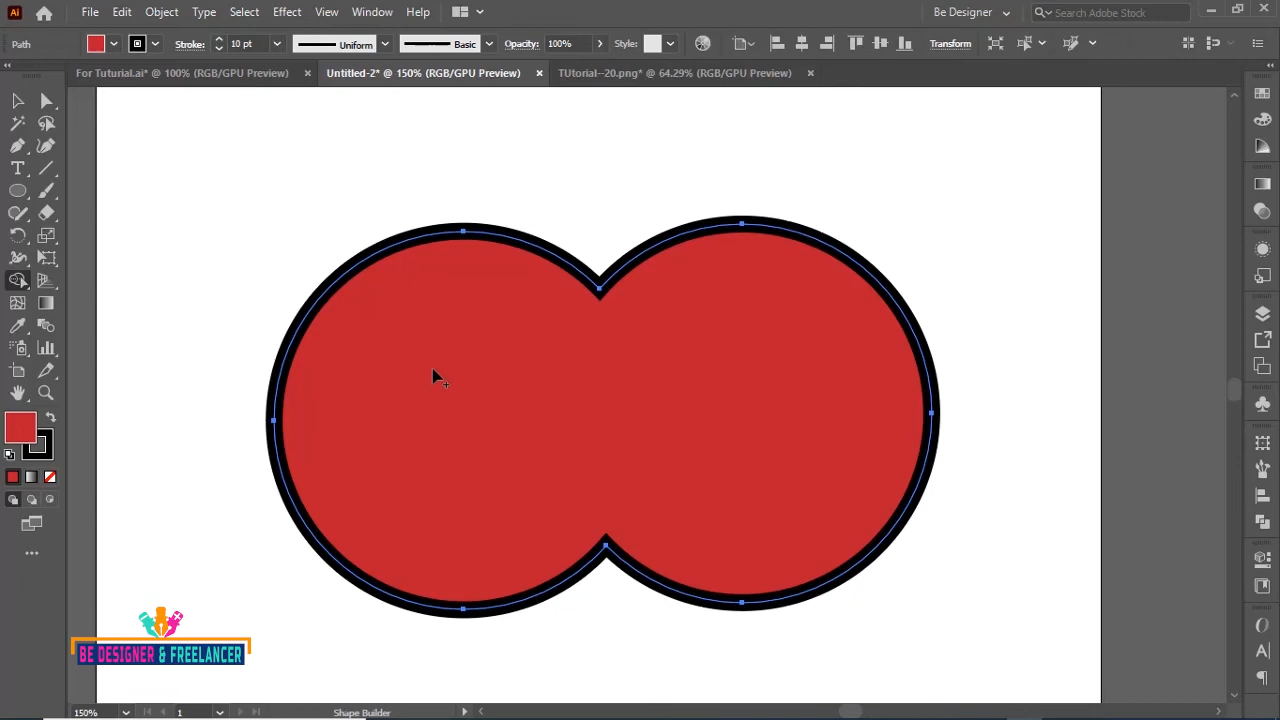 Ai File Edit Object Type Select Effect View Window Help Be Designer Search Adobe Stock
Path Stroke: 10 pt Uniform Basic Opacity: 100% Style: Transform
For Tuturial.ai* @ 100% (RGB/GPU Preview) Untitled-2* @ 150% (RGB/GPU Preview) TUtorial--20.png* @ 64.29% (RGB/GPU Preview)
BE DESIGNER & FREELANCER
150% 1 Shape Builder